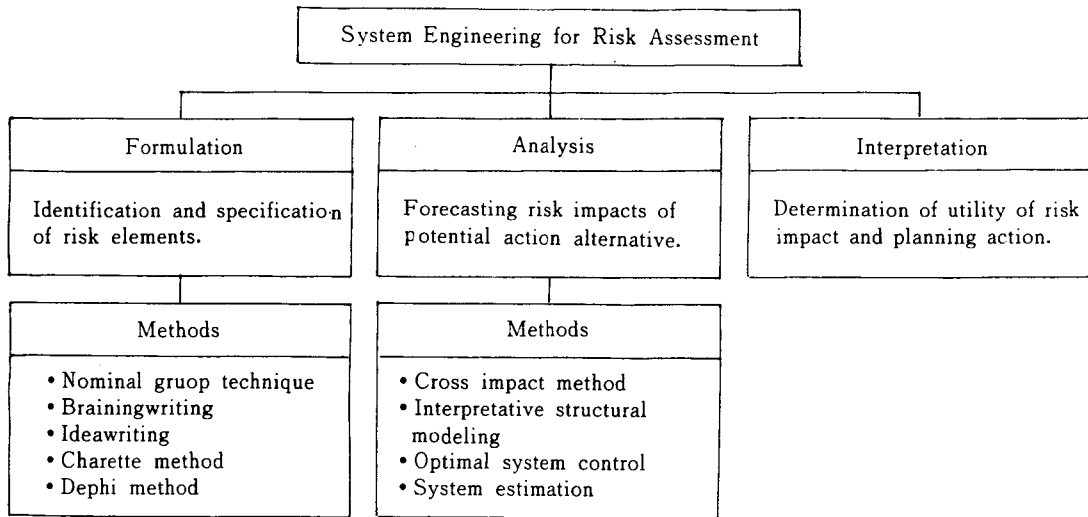 System Engineering for Risk Assessment
Formulation
Identification and specification
of risk elements.
Analysis
Forecasting risk impacts of
potential action alternative.
Interpretation
Determination of utility of risk
impact and planning action.
Methods
• Nominal gruop technique
• Brainingwriting
• Ideawriting
• Charette method
• Dephi method
Methods
• Cross impact method
• Interpretative structural
modeling
• Optimal system control
• System estimation